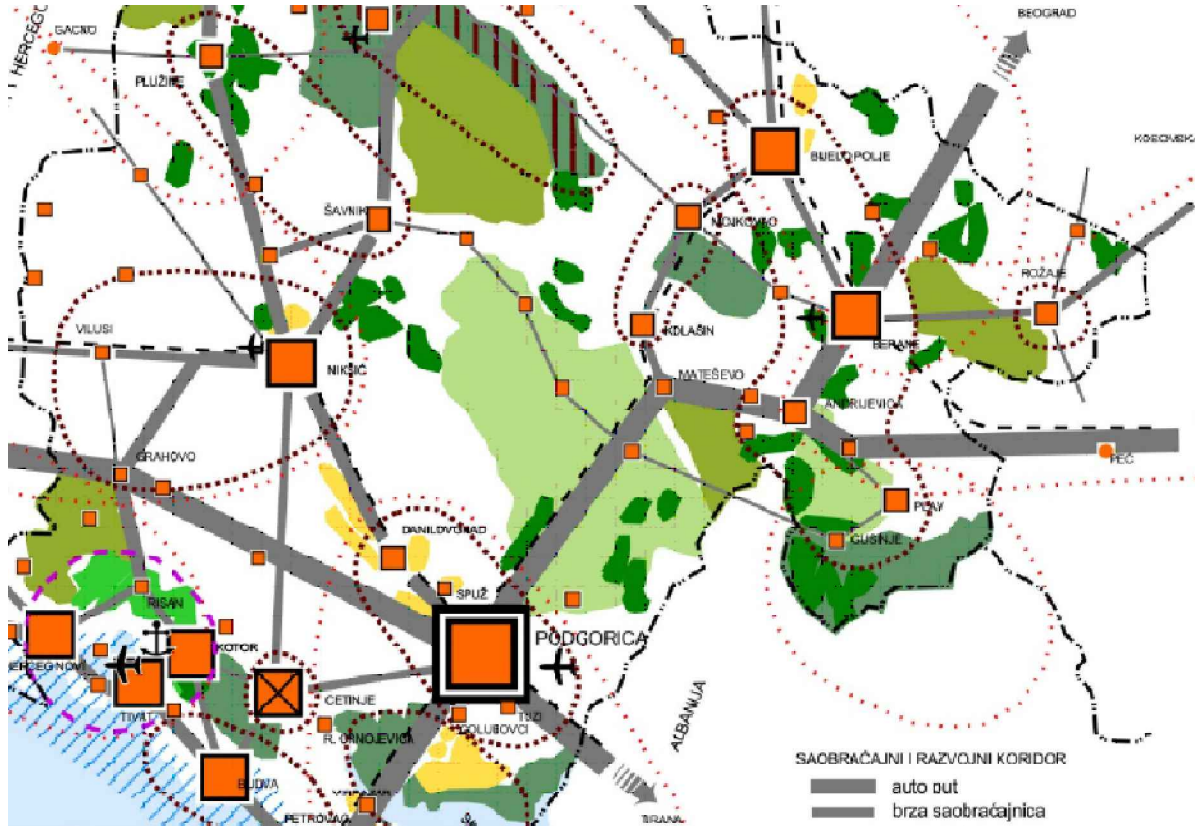 BEOGRAD
HERCEGO
GACKO
PLUŽINE
BIJELO POLJE
KOSOVSKA
ŠAVNIK
MOJKOVAC
ROŽAJE
VILUSI
NIKŠIĆ
KOLAŠIN
BERANE
MATEŠEVO
ANDRIJEVICA
GRAHOVO
PEĆ
PLAV
DANILOVGRAD
GUSINJE
SPUŽ
RISAN
PODGORICA
KOTOR
HERCEG NOVI
CETINJE
TIVAT
TUZI
GOLUBOVCI
R. CRNOJEVIĆA
ALBANIJA
SAOBRAĆAJNI I RAZVOJNI KORIDOR
BUDVA
auto put
brza saobraćajnica
PETROVAC
TIRANA